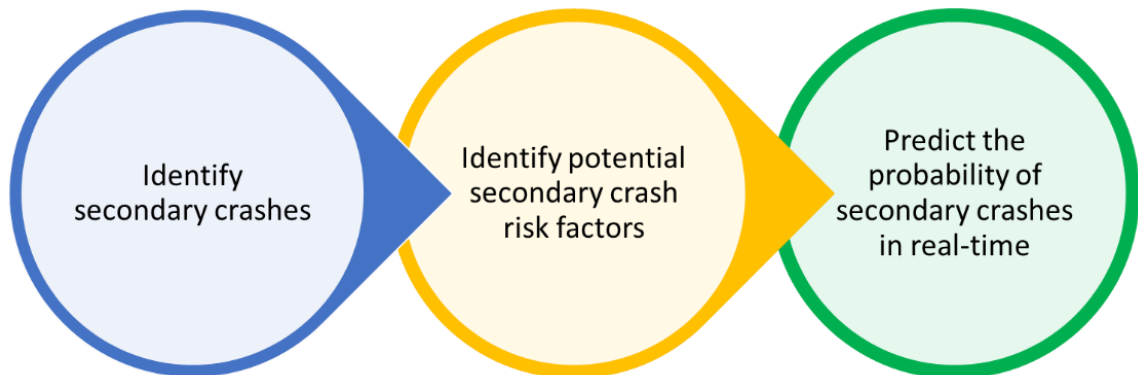 Identify
secondary crashes
Identify potential
secondary crash
risk factors
Predict the
probability of
secondary crashes
in real-time